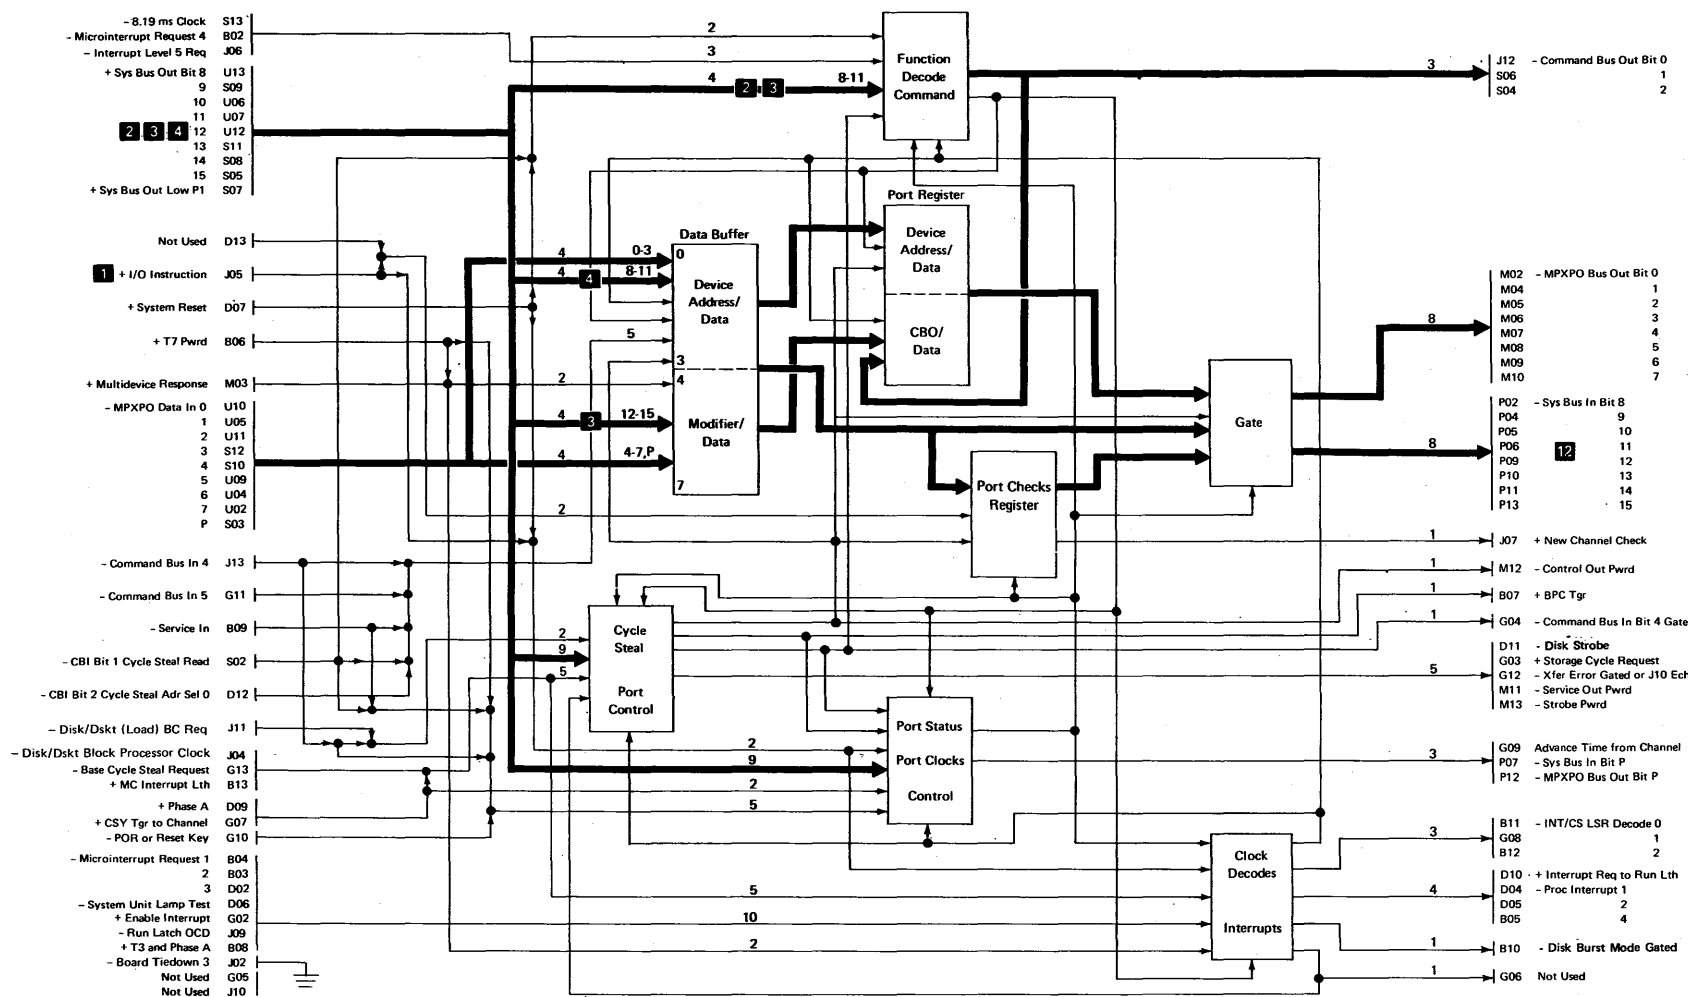 - 8.19 ms Clock S13
- Microinterrupt Request 4 B02
- Interrupt Level 5 Req J06
+ Sys Bus Out Bit 8 U13
9 S09
10 U06
11 U07
2 3 4 12 U12
13 S11
14 S08
15 S05
+ Sys Bus Out Low P1 S07
Not Used D13
1 + I/O Instruction J05
+ System Reset D07
+ T7 Pwrd B06
+ Multidevice Response M03
- MPXPO Data In 0 U10
1 U05
2 U11
3 S12
4 S10
5 U09
6 U04
7 U02
P S03
- Command Bus In 4 J13
- Command Bus In 5 G11
- Service In B09
- CBI Bit 1 Cycle Steal Read S02
- CBI Bit 2 Cycle Steal Adr Sel 0 D12
- Disk/Dskt (Load) BC Req J11
- Disk/Dskt Block Processor Clock J04
- Base Cycle Steal Request G13
+ MC Interrupt Lth B13
+ Phase A D09
+ CSY Tgr to Channel G07
- POR or Reset Key G10
- Microinterrupt Request 1 B04
2 B03
3 D02
- System Unit Lamp Test D06
+ Enable Interrupt G02
- Run Latch OCD J09
+ T3 and Phase A B08
- Board Tiedown 3 J02
Not Used G05
Not Used J10
2
3
4 2 3 8-11
Function
Decode
Command
Data Buffer
4 0-3
4 4 8-11
5
2
4 3 12-15
4 4-7,P
0
Device
Address/
Data
3
4
Modifier/
Data
7
Port Register
Device
Address/
Data
CBO/
Data
2
Port Checks
Register
Gate
2
9
5
Cycle
Steal
Port
Control
2
9
2
5
Port Status
Port Clocks
Control
5
10
2
Clock
Decodes
Interrupts
3
J12 - Command Bus Out Bit 0
S06 1
S04 2
8
M02 - MPXPO Bus Out Bit 0
M04 1
M05 2
M06 3
M07 4
M08 5
M09 6
M10 7
8
P02 - Sys Bus In Bit 8
P04 9
P05 10
P06 12 11
P09 12
P10 13
P11 14
P13 15
1 J07 + New Channel Check
1 M12 - Control Out Pwrd
1 B07 + BPC Tgr
1 G04 - Command Bus In Bit 4 Gate
D11 - Disk Strobe
G03 + Storage Cycle Request
5 G12 - Xfer Error Gated or J10 Ech
M11 - Service Out Pwrd
M13 - Strobe Pwrd
G09 Advance Time from Channel
3 P07 - Sys Bus In Bit P
P12 - MPXPO Bus Out Bit P
B11 - INT/CS LSR Decode 0
3 G08 1
B12 2
D10 + Interrupt Req to Run Lth
4 D04 - Proc Interrupt 1
D05 2
B05 4
1 B10 - Disk Burst Mode Gated
1 G06 Not Used